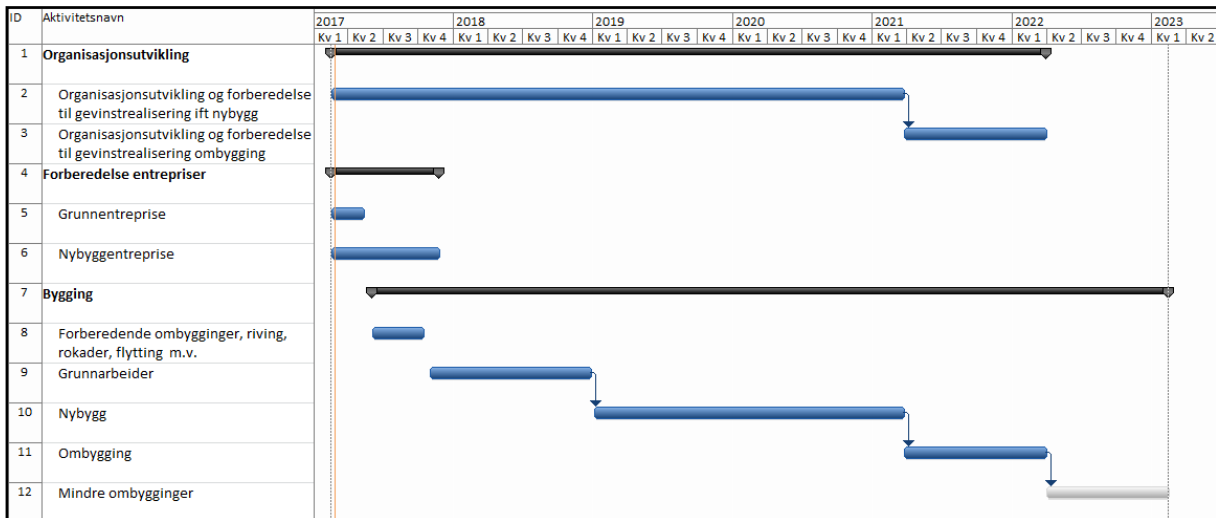 ID Aktivitetsnavn 2017 2018 2019 2020 2021 2022 2023
Kv 1 Kv 2 Kv 3 Kv 4 Kv 1 Kv 2 Kv 3 Kv 4 Kv 1 Kv 2 Kv 3 Kv 4 Kv 1 Kv 2 Kv 3 Kv 4 Kv 1 Kv 2 Kv 3 Kv 4 Kv 1 Kv 2 Kv 3 Kv 4 Kv 1 Kv 2
1 Organisasjonsutvikling
2 Organisasjonsutvikling og forberedelse
til gevinstrealisering ift nybygg
3 Organisasjonsutvikling og forberedelse
til gevinstrealisering ombygging
4 Forberedelse entrepriser
5 Grunnentreprise
6 Nybyggentreprise
7 Bygging
8 Forberedende ombygginger, riving,
rokader, flytting m.v.
9 Grunnarbeider
10 Nybygg
11 Ombygging
12 Mindre ombygginger